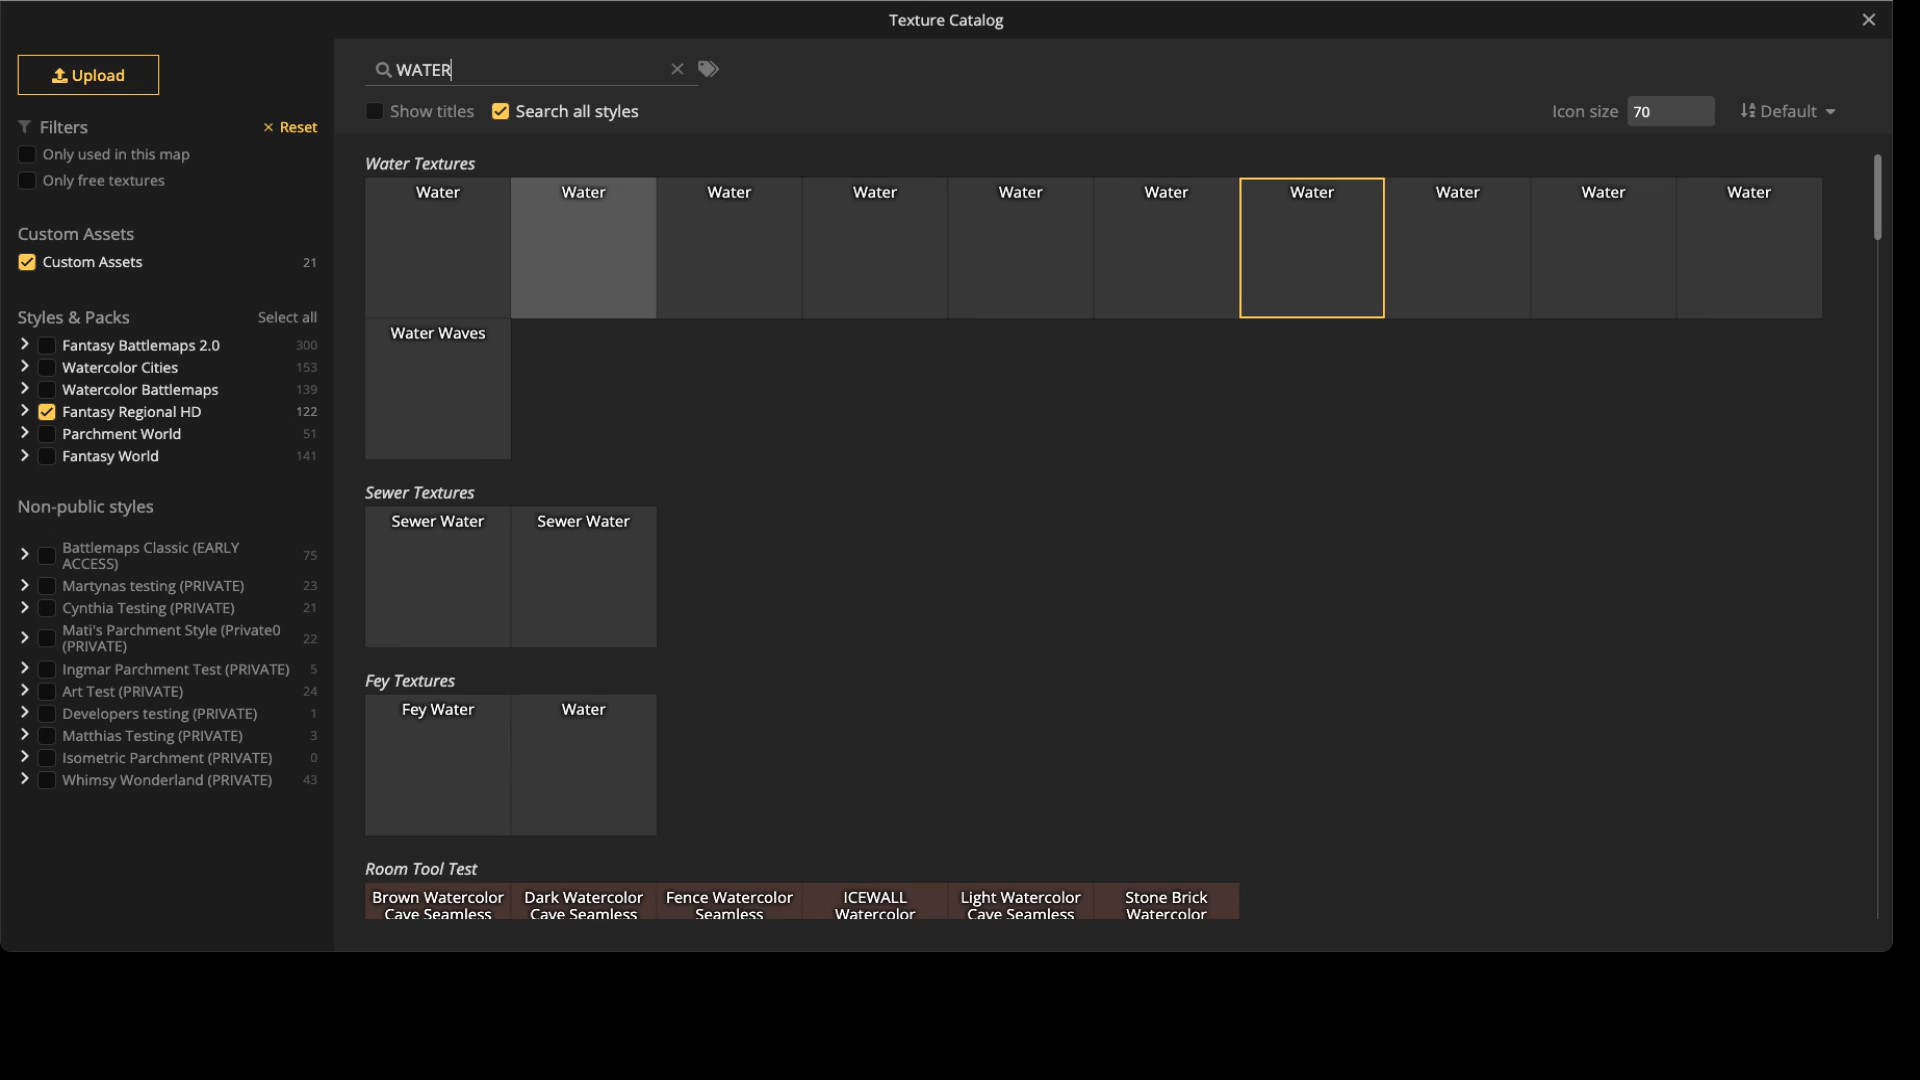 Texture Catalog
Upload
Filters
Reset
Only used in this map
Only free textures
Custom Assets
Custom Assets 21
Styles & Packs Select all
Fantasy Battlemaps 2.0 300
Watercolor Cities 153
Watercolor Battlemaps 139
Fantasy Regional HD 122
Parchment World 51
Fantasy World 141
Non-public styles
Battlemaps Classic (EARLY
ACCESS) 75
Martynas testing (PRIVATE) 23
Cynthia Testing (PRIVATE) 21
Mati's Parchment Style (Private0
(PRIVATE) 22
Ingmar Parchment Test (PRIVATE) 5
Art Test (PRIVATE) 24
Developers testing (PRIVATE) 1
Matthias Testing (PRIVATE) 3
Isometric Parchment (PRIVATE) 0
Whimsy Wonderland (PRIVATE) 43
WATER
Show titles Search all styles Icon size 70 Default
Water Textures
Water Water Water Water Water Water Water Water Water Water
Water Waves
Sewer Textures
Sewer Water Sewer Water
Fey Textures
Fey Water Water
Room Tool Test
Brown Watercolor Dark Watercolor Fence Watercolor ICEWALL Light Watercolor Stone Brick
Cave Seamless Cave Seamless Seamless Watercolor Cave Seamless Watercolor